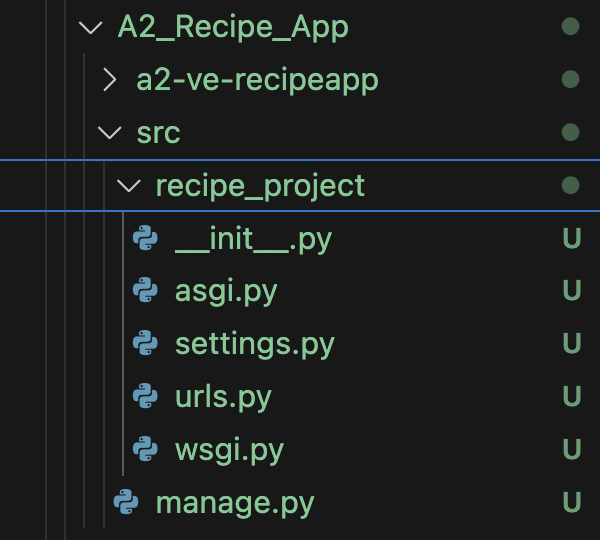 A2_Recipe_App
a2-ve-recipeapp
src
recipe_project
__init__.py U
asgi.py U
settings.py U
urls.py U
wsgi.py U
manage.py U